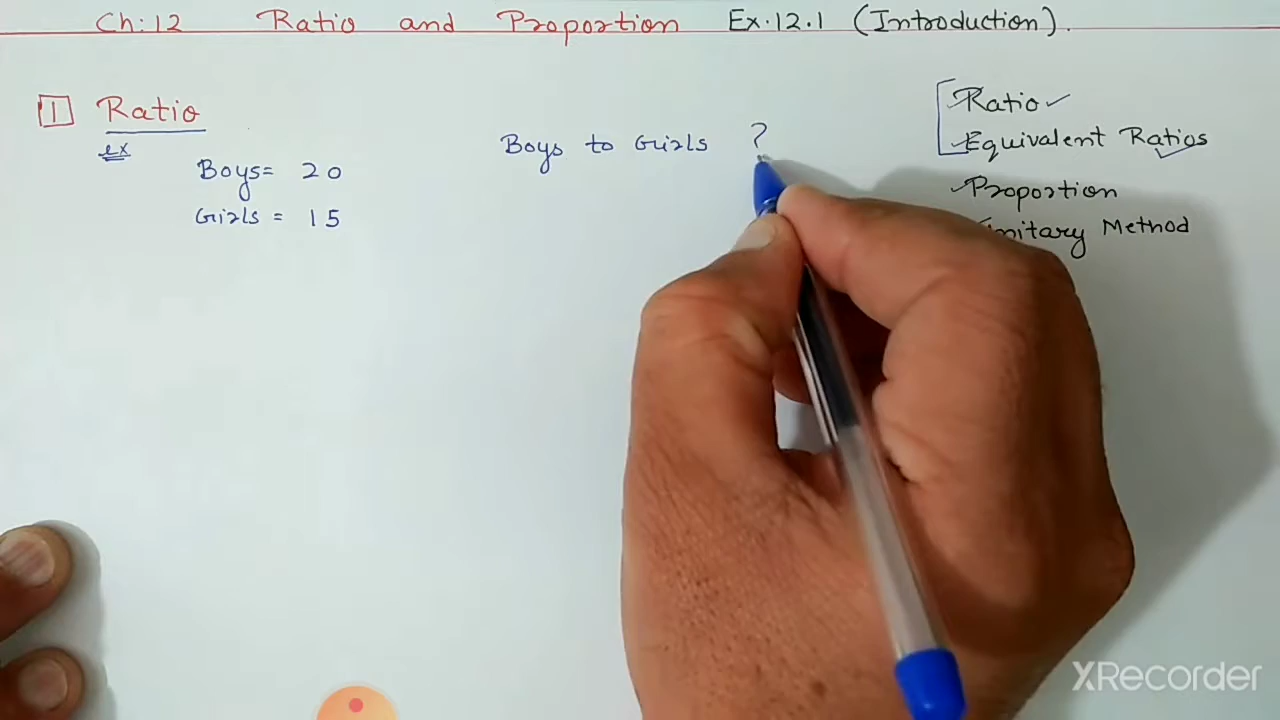 Ch:12 Ratio and Proportion Ex.12.1 (Introduction).
1 Ratio
ex
Boys= 20
Girls = 15
Boys to Girls ?
Ratio
Equivalent Ratios
Proportion
Unitary Method
XRecorder